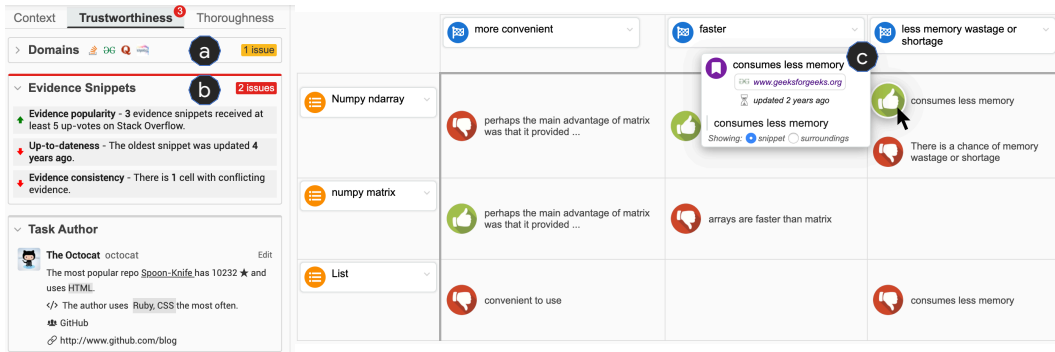 Context Trustworthiness 3 Thoroughness
Domains a 1 issue
Evidence Snippets b 2 issues
Evidence popularity - 3 evidence snippets received at
least 5 up-votes on Stack Overflow.
Up-to-dateness - The oldest snippet was updated 4
years ago.
Evidence consistency - There is 1 cell with conflicting
evidence.
Task Author
The Octocat octocat Edit
The most popular repo Spoon-Knife has 10232 ★ and
uses HTML.
</> The author uses Ruby, CSS the most often.
GitHub
http://www.github.com/blog
more convenient
faster
less memory wastage or
shortage
c
consumes less memory
GG www.geeksforgeeks.org
updated 2 years ago
consumes less memory
Showing: snippet surroundings
Numpy ndarray
perhaps the main advantage of matrix
was that it provided ...
consumes less memory
There is a chance of memory
wastage or shortage
numpy matrix
perhaps the main advantage of matrix
was that it provided ...
arrays are faster than matrix
List
convenient to use
consumes less memory